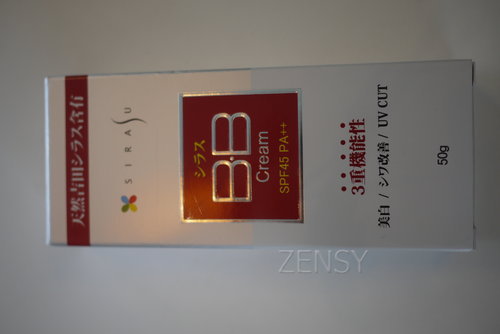 天然吉田シラス含有
SIRASU
シラス
B·B
Cream
SPF45 PA++
3重機能性
美白 / シワ改善 / UV CUT
50g
ZENSY